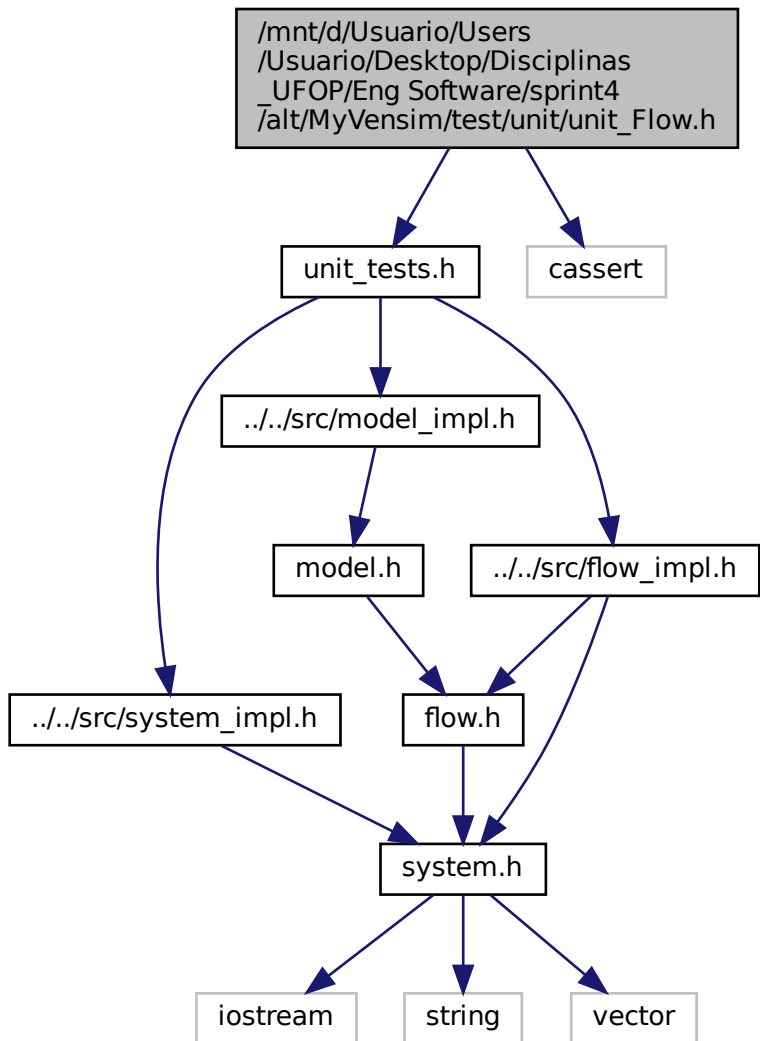 /mnt/d/Usuario/Users
/Usuario/Desktop/Disciplinas
_UFOP/Eng Software/sprint4
/alt/MyVensim/test/unit/unit_Flow.h
unit_tests.h
cassert
../../src/model_impl.h
model.h
../../src/flow_impl.h
../../src/system_impl.h
flow.h
system.h
iostream
string
vector